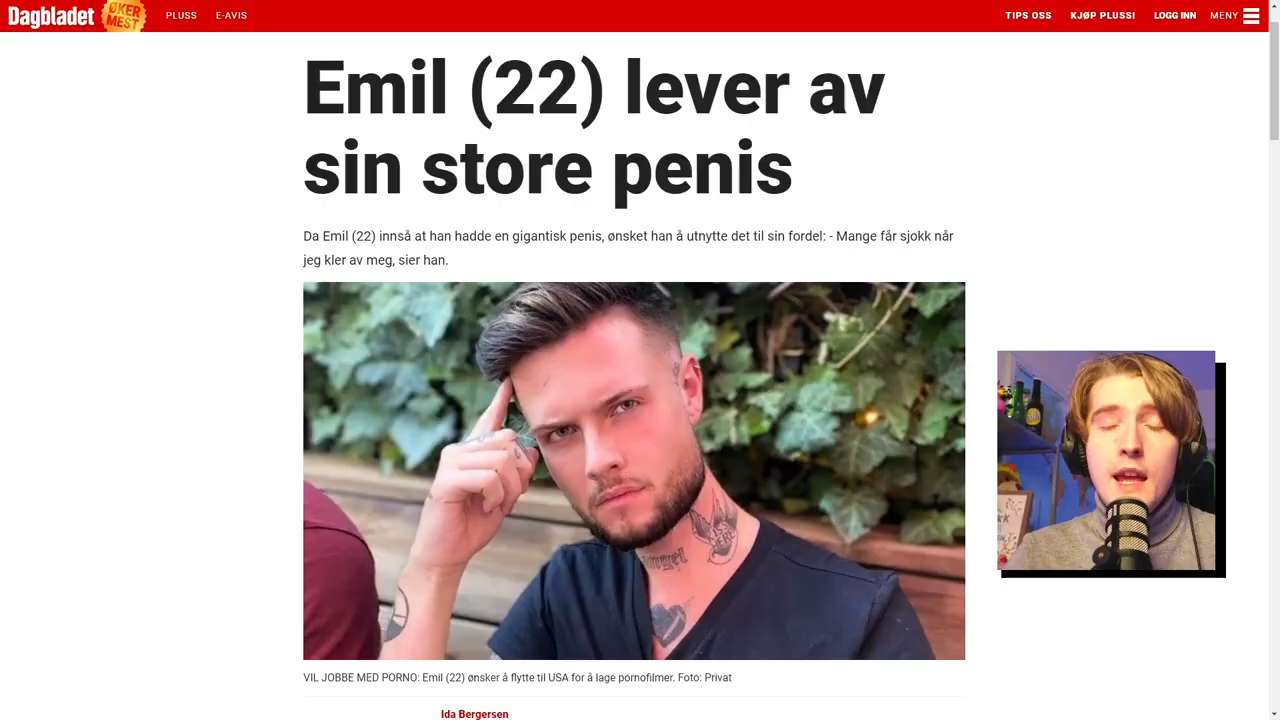 Dagbladet
ØKER MEST
PLUSS E-AVIS
TIPS OSS KJØP PLUSS! LOGG INN MENY
Emil (22) lever av
sin store penis
Da Emil (22) innså at han hadde en gigantisk penis, ønsket han å utnytte det til sin fordel: - Mange får sjokk når
jeg kler av meg, sier han.
VIL JOBBE MED PORNO: Emil (22) ønsker å flytte til USA for å lage pornofilmer. Foto: Privat
Ida Bergersen